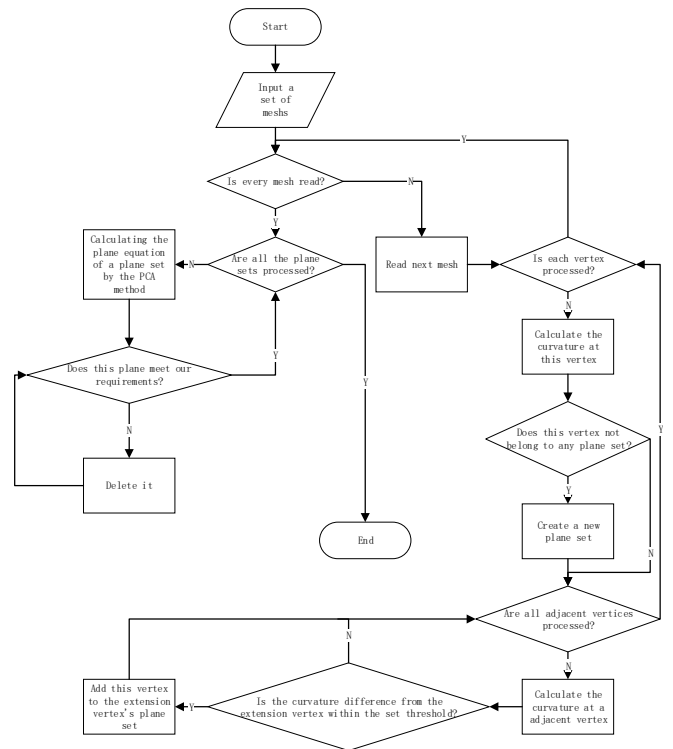 Start
Input a
set of
meshs
Y
Is every mesh read?
N
Y
Calculating the
plane equation
of a plane set
by the PCA
method
N
Are all the plane
sets processed?
Read next mesh
Is each vertex
processed?
N
Calculate the
curvature at
this vertex
Does this plane meet our
requirements?
Y
Y
N
Does this vertex not
belong to any plane set?
Y
Y
Delete it
Create a new
plane set
End
N
Are all adjacent vertices
processed?
N
N
Add this vertex
to the extension
vertex's plane
set
Y
Is the curvature difference from the
extension vertex within the set threshold?
Calculate the
curvature at a
adjacent vertex